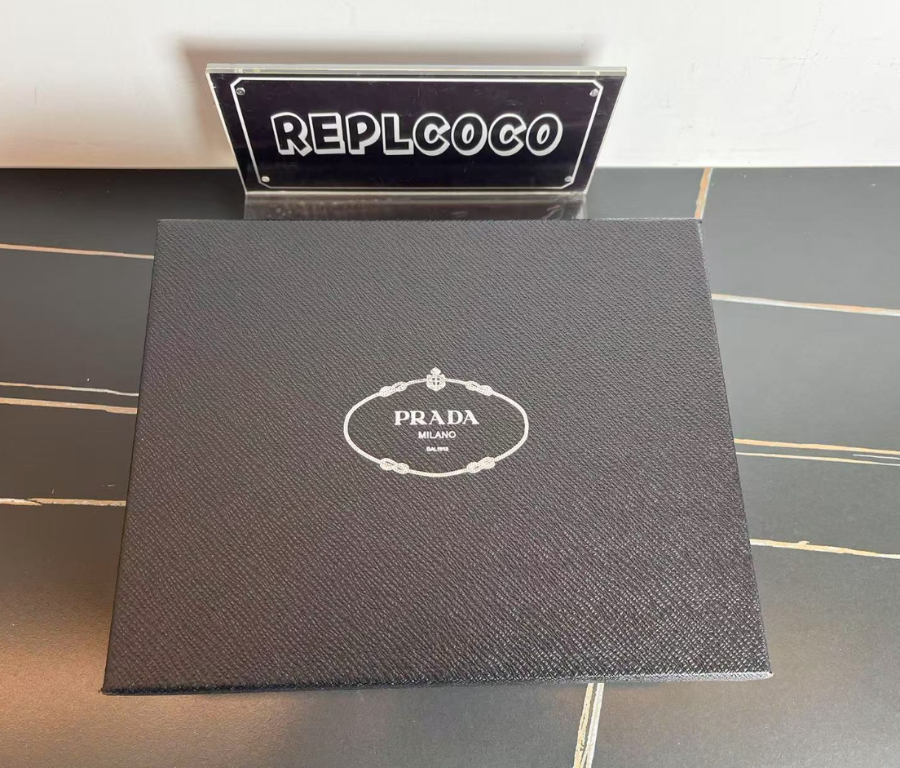 REPLCOCO
PRADA
MILANO
DAL 1913